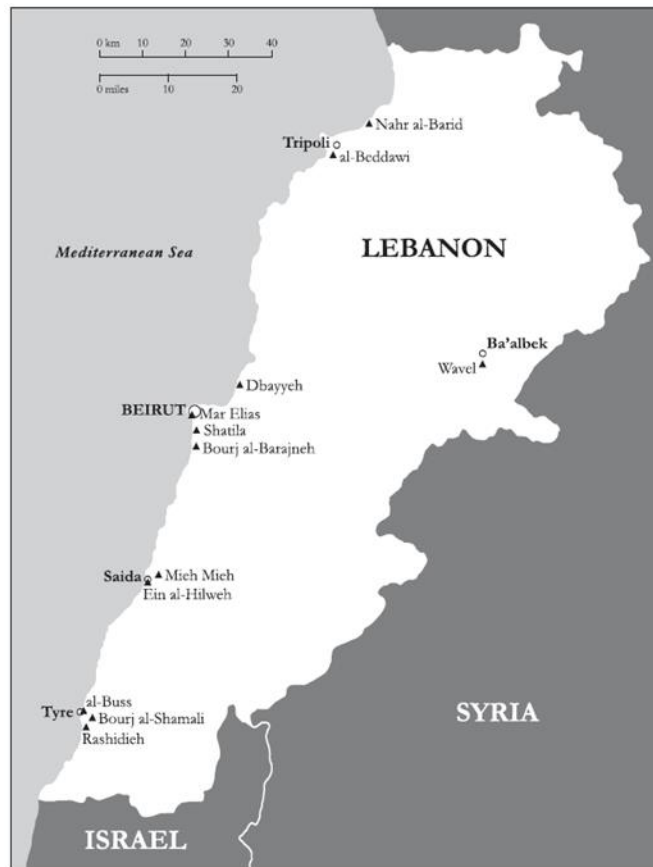 0 km 10 20 30 40
0 miles 10 20
Nahr al-Barid
Tripoli
al-Beddawi
Mediterranean Sea
LEBANON
Ba'albek
Wavel
Dbayyeh
BEIRUT
Mar Elias
Shatila
Bourj al-Barajneh
Saida
Mieh Mieh
Ein al-Hilweh
al-Buss
Tyre
Bourj al-Shamali
Rashidieh
SYRIA
ISRAEL